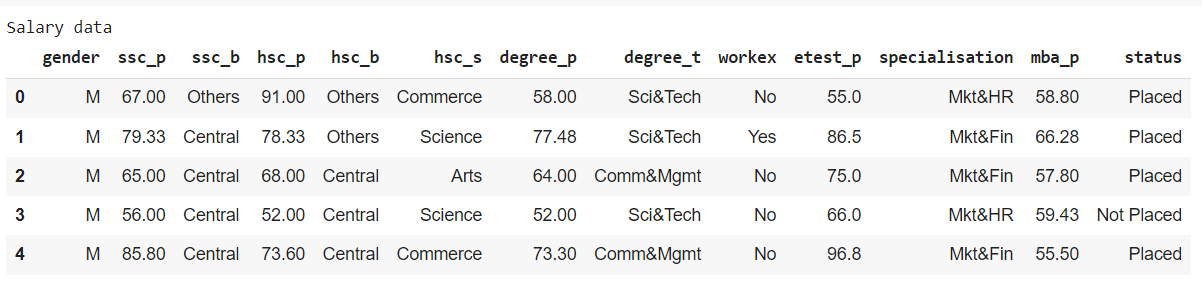 Salary data
gender ssc_p ssc_b hsc_p hsc_b hsc_s degree_p degree_t workex etest_p specialisation mba_p status
0 M 67.00 Others 91.00 Others Commerce 58.00 Sci&Tech No 55.0 Mkt&HR 58.80 Placed
1 M 79.33 Central 78.33 Others Science 77.48 Sci&Tech Yes 86.5 Mkt&Fin 66.28 Placed
2 M 65.00 Central 68.00 Central Arts 64.00 Comm&Mgmt No 75.0 Mkt&Fin 57.80 Placed
3 M 56.00 Central 52.00 Central Science 52.00 Sci&Tech No 66.0 Mkt&HR 59.43 Not Placed
4 M 85.80 Central 73.60 Central Commerce 73.30 Comm&Mgmt No 96.8 Mkt&Fin 55.50 Placed